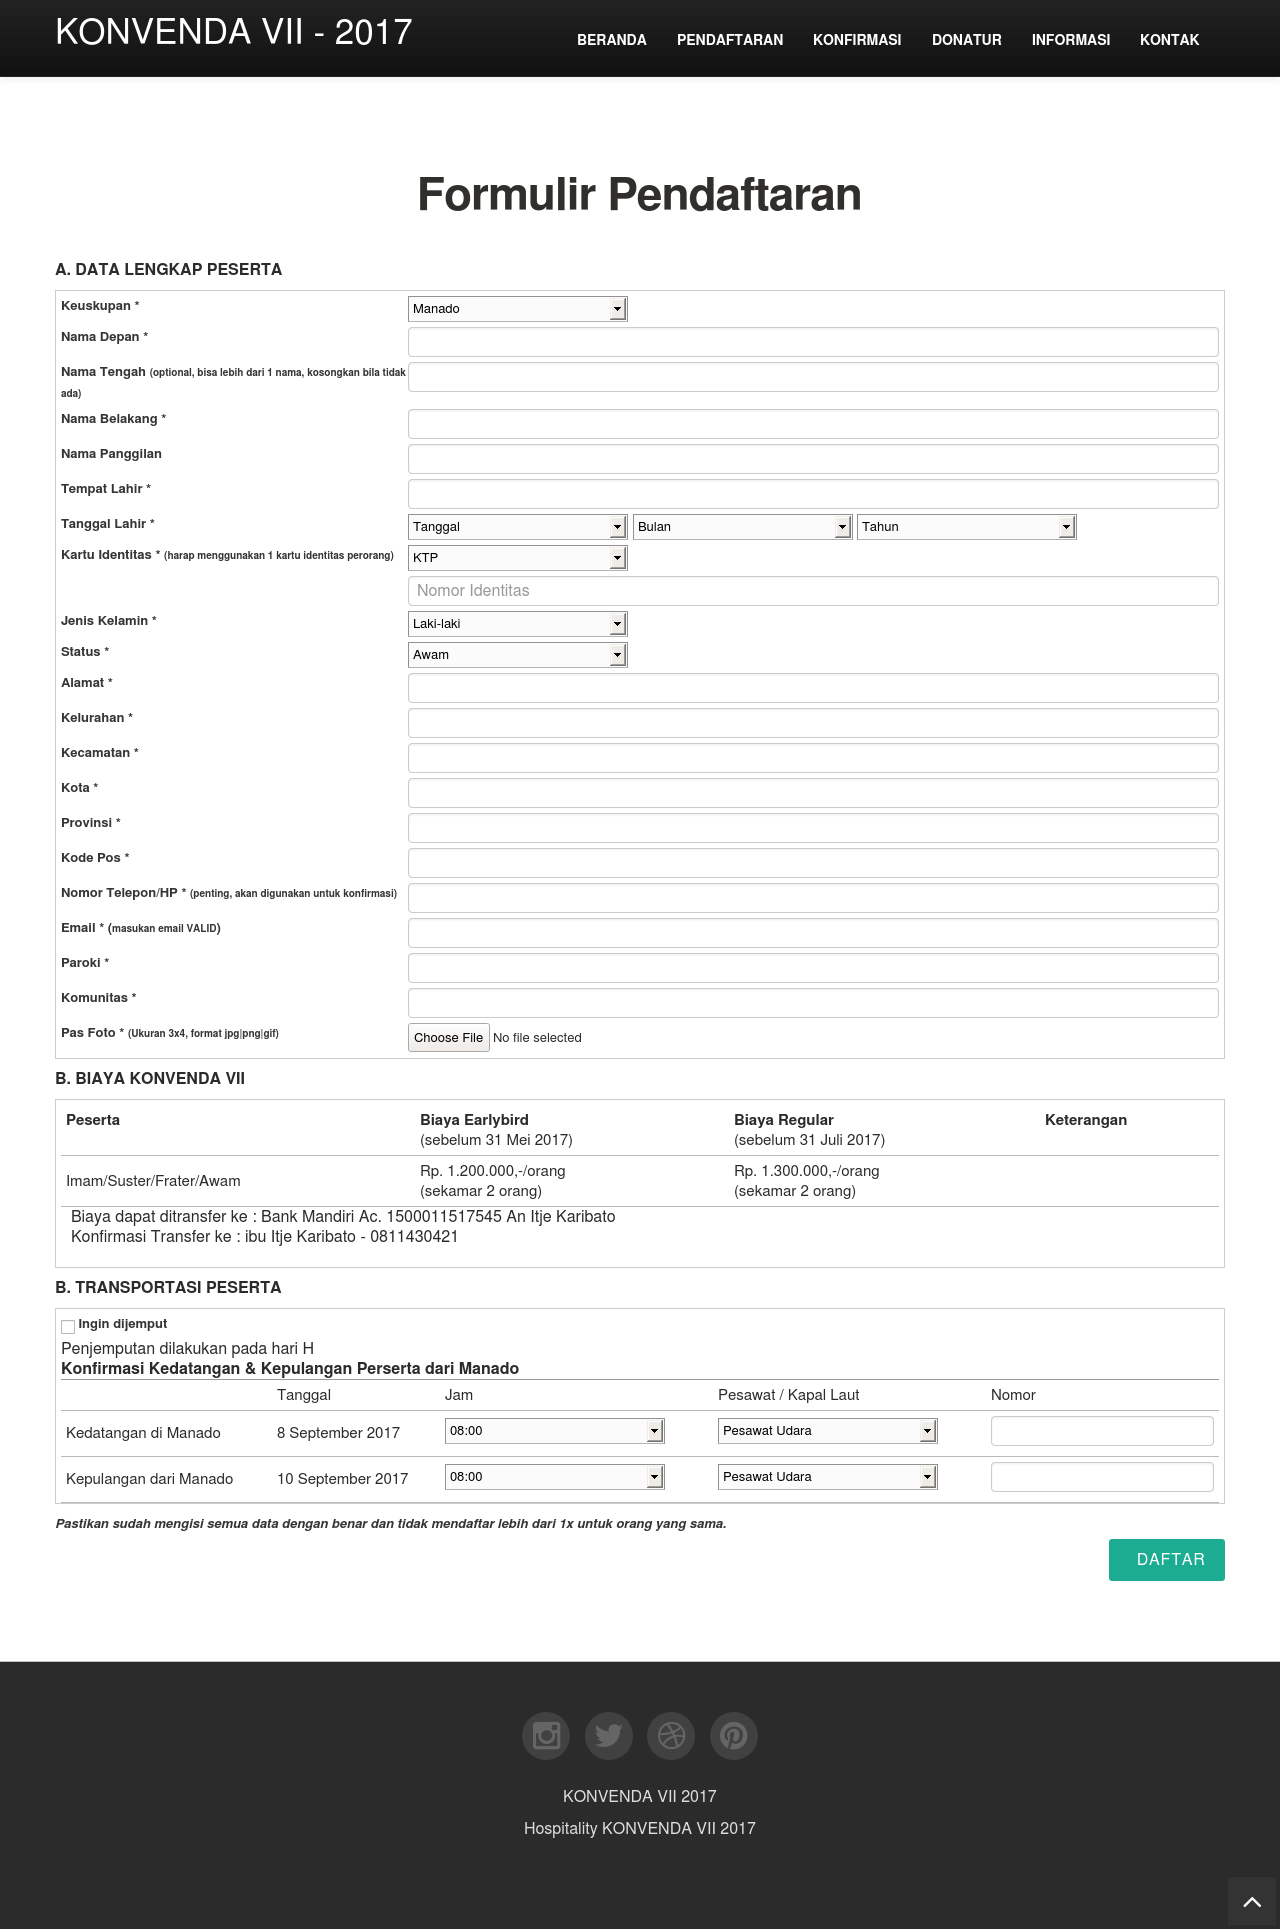 KONVENDA VII - 2017
BERANDA PENDAFTARAN KONFIRMASI DONATUR INFORMASI KONTAK
Formulir Pendaftaran
A. DATA LENGKAP PESERTA
Keuskupan * Manado
Nama Depan *
Nama Tengah (optional, bisa lebih dari 1 nama, kosongkan bila tidak
ada)
Nama Belakang *
Nama Panggilan
Tempat Lahir *
Tanggal Lahir * Tanggal Bulan Tahun
Kartu Identitas * (harap menggunakan 1 kartu identitas perorang) KTP
Nomor Identitas
Jenis Kelamin * Laki-laki
Status * Awam
Alamat *
Kelurahan *
Kecamatan *
Kota *
Provinsi *
Kode Pos *
Nomor Telepon/HP * (penting, akan digunakan untuk konfirmasi)
Email * (masukan email VALID)
Paroki *
Komunitas *
Pas Foto * (Ukuran 3x4, format jpg|png|gif) Choose File No file selected
B. BIAYA KONVENDA VII
Peserta Biaya Earlybird Biaya Regular Keterangan
(sebelum 31 Mei 2017) (sebelum 31 Juli 2017)
Imam/Suster/Frater/Awam Rp. 1.200.000,-/orang Rp. 1.300.000,-/orang
(sekamar 2 orang) (sekamar 2 orang)
Biaya dapat ditransfer ke : Bank Mandiri Ac. 1500011517545 An Itje Karibato
Konfirmasi Transfer ke : ibu Itje Karibato - 0811430421
B. TRANSPORTASI PESERTA
Ingin dijemput
Penjemputan dilakukan pada hari H
Konfirmasi Kedatangan & Kepulangan Perserta dari Manado
Tanggal Jam Pesawat / Kapal Laut Nomor
Kedatangan di Manado 8 September 2017 08:00 Pesawat Udara
Kepulangan dari Manado 10 September 2017 08:00 Pesawat Udara
Pastikan sudah mengisi semua data dengan benar dan tidak mendaftar lebih dari 1x untuk orang yang sama.
DAFTAR
KONVENDA VII 2017
Hospitality KONVENDA VII 2017